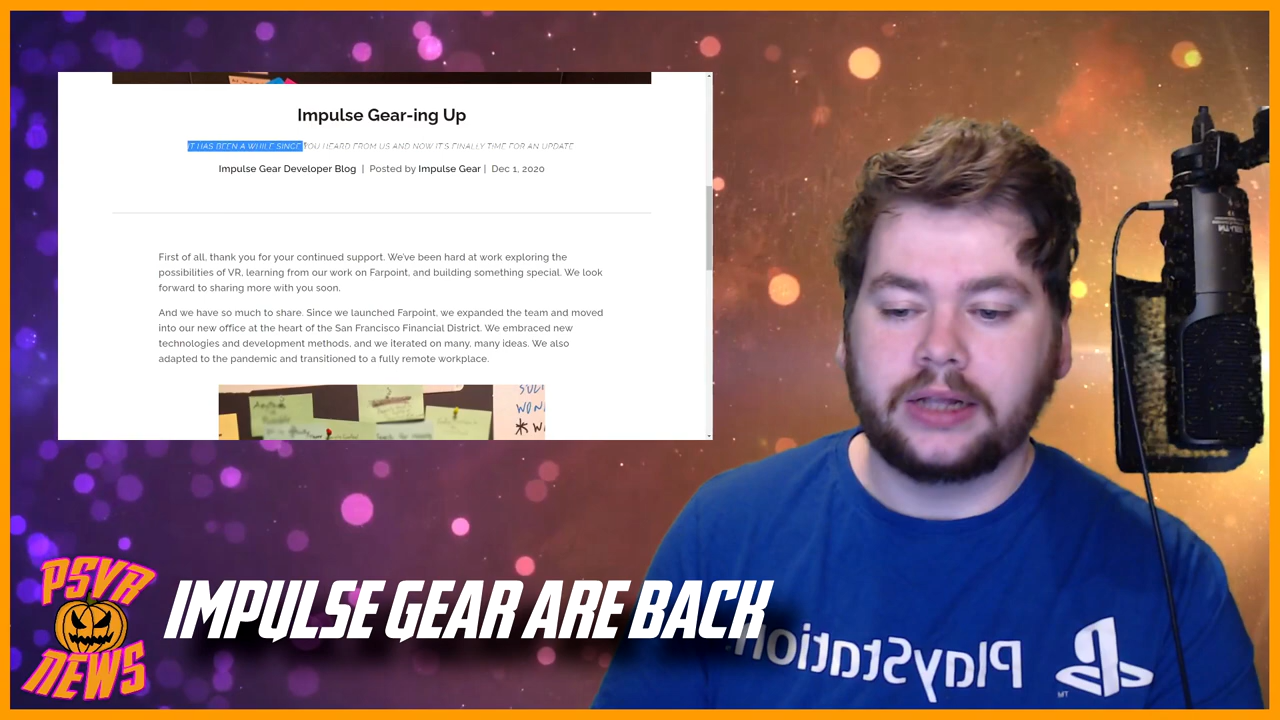 Impulse Gear-ing Up
IT HAS BEEN A WHILE SINCE YOU HEARD FROM US AND NOW IT'S FINALLY TIME FOR AN UPDATE
Impulse Gear Developer Blog | Posted by Impulse Gear | Dec 1, 2020
First of all, thank you for your continued support. We've been hard at work exploring the
possibilities of VR, learning from our work on Farpoint, and building something special. We look
forward to sharing more with you soon.
And we have so much to share. Since we launched Farpoint, we expanded the team and moved
into our new office at the heart of the San Francisco Financial District. We embraced new
technologies and development methods, and we iterated on many, many ideas. We also
adapted to the pandemic and transitioned to a fully remote workplace.
PSVR
NEWS
IMPULSE GEAR ARE BACK
PlayStation
TM